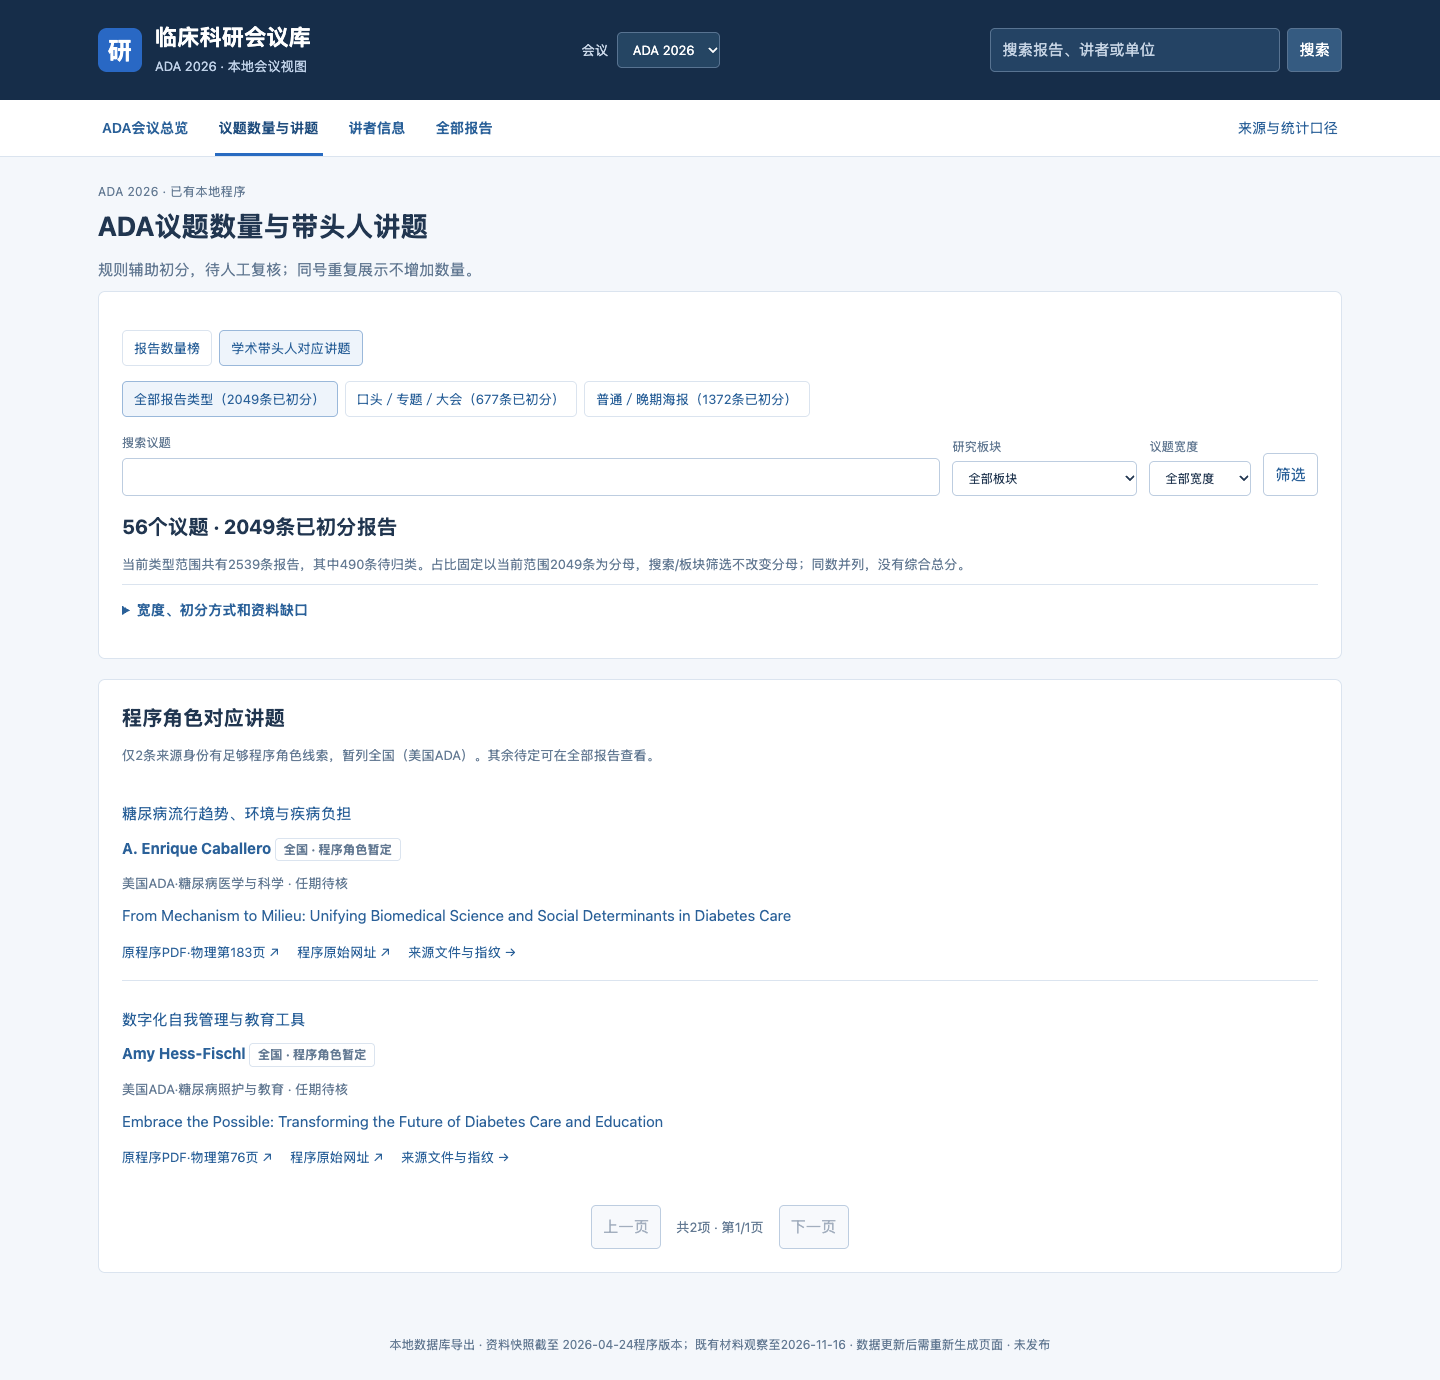 研
临床科研会议库
ADA 2026 · 本地会议视图
会议
ADA 2026
搜索报告、讲者或单位
搜索
ADA会议总览
议题数量与讲题
讲者信息
全部报告
来源与统计口径
ADA 2026 · 已有本地程序
ADA议题数量与带头人讲题
规则辅助初分，待人工复核；同号重复展示不增加数量。
报告数量榜
学术带头人对应讲题
全部报告类型（2049条已初分）
口头 / 专题 / 大会（677条已初分）
普通 / 晚期海报（1372条已初分）
搜索议题
研究板块
议题宽度
全部板块
全部宽度
筛选
56个议题 · 2049条已初分报告
当前类型范围共有2539条报告，其中490条待归类。占比固定以当前范围2049条为分母，搜索/板块筛选不改变分母；同数并列，没有综合总分。
▶ 宽度、初分方式和资料缺口
程序角色对应讲题
仅2条来源身份有足够程序角色线索，暂列全国（美国ADA）。其余待定可在全部报告查看。
糖尿病流行趋势、环境与疾病负担
A. Enrique Caballero 全国 · 程序角色暂定
美国ADA·糖尿病医学与科学 · 任期待核
From Mechanism to Milieu: Unifying Biomedical Science and Social Determinants in Diabetes Care
原程序PDF·物理第183页 ↗ 程序原始网址 ↗ 来源文件与指纹 →
数字化自我管理与教育工具
Amy Hess-Fischl 全国 · 程序角色暂定
美国ADA·糖尿病照护与教育 · 任期待核
Embrace the Possible: Transforming the Future of Diabetes Care and Education
原程序PDF·物理第76页 ↗ 程序原始网址 ↗ 来源文件与指纹 →
上一页
共2项 · 第1/1页
下一页
本地数据库导出 · 资料快照截至 2026-04-24程序版本；既有材料观察至2026-11-16 · 数据更新后需重新生成页面 · 未发布